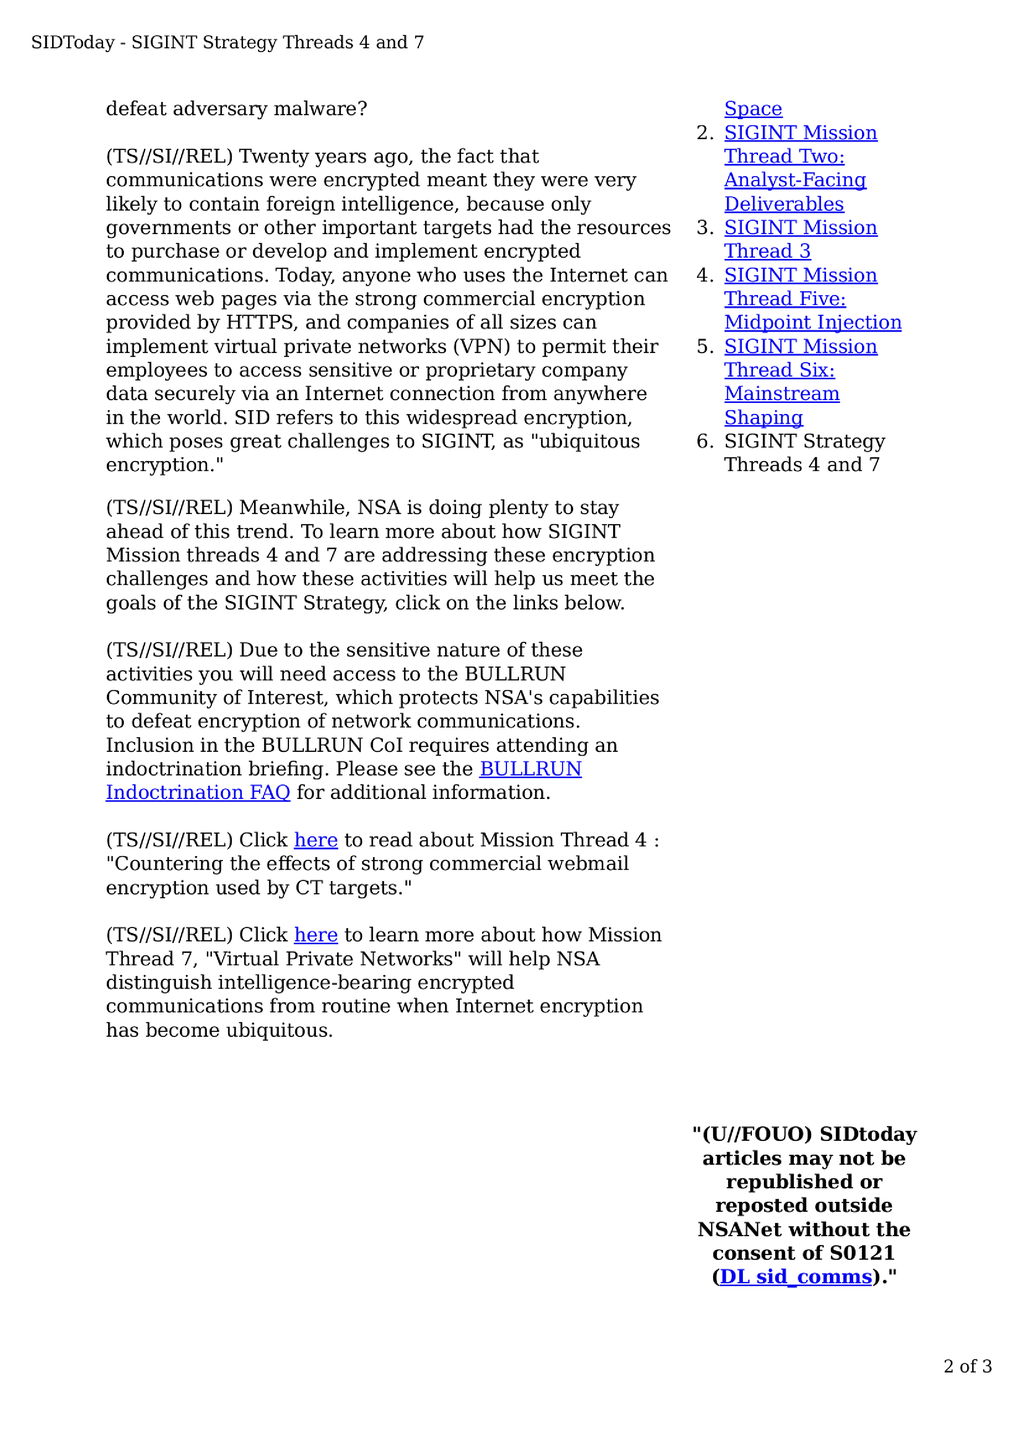 SIDToday - SIGINT Strategy Threads 4 and 7
defeat adversary malware?
(TS//SI//REL) Twenty years ago, the fact that
communications were encrypted meant they were very
likely to contain foreign intelligence, because only
governments or other important targets had the resources
to purchase or develop and implement encrypted
communications. Today, anyone who uses the Internet can
access web pages via the strong commercial encryption
provided by HTTPS, and companies of all sizes can
implement virtual private networks (VPN) to permit their
employees to access sensitive or proprietary company
data securely via an Internet connection from anywhere
in the world. SID refers to this widespread encryption,
which poses great challenges to SIGINT, as "ubiquitous
encryption."
(TS//SI//REL) Meanwhile, NSA is doing plenty to stay
ahead of this trend. To learn more about how SIGINT
Mission threads 4 and 7 are addressing these encryption
challenges and how these activities will help us meet the
goals of the SIGINT Strategy, click on the links below.
(TS//SI//REL) Due to the sensitive nature of these
activities you will need access to the BULLRUN
Community of Interest, which protects NSA's capabilities
to defeat encryption of network communications.
Inclusion in the BULLRUN CoI requires attending an
indoctrination briefing. Please see the BULLRUN
Indoctrination FAQ for additional information.
(TS//SI//REL) Click here to read about Mission Thread 4 :
"Countering the effects of strong commercial webmail
encryption used by CT targets."
(TS//SI//REL) Click here to learn more about how Mission
Thread 7, "Virtual Private Networks" will help NSA
distinguish intelligence-bearing encrypted
communications from routine when Internet encryption
has become ubiquitous.
Space
2. SIGINT Mission
Thread Two:
Analyst-Facing
Deliverables
3. SIGINT Mission
Thread 3
4. SIGINT Mission
Thread Five:
Midpoint Injection
5. SIGINT Mission
Thread Six:
Mainstream
Shaping
6. SIGINT Strategy
Threads 4 and 7
"(U//FOUO) SIDtoday
articles may not be
republished or
reposted outside
NSANet without the
consent of S0121
(DL sid_comms)."
2 of 3